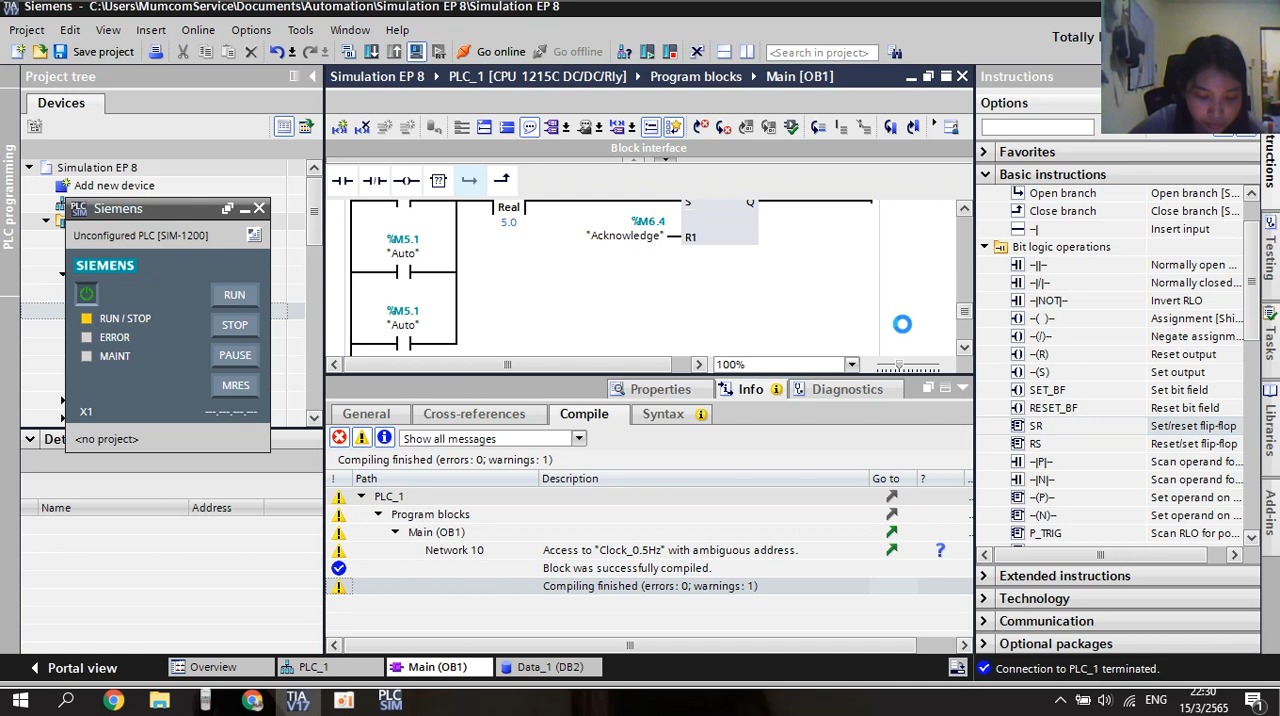 Siemens - C:\Users\MumcomService\Documents\Automation\Simulation EP 8\Simulation EP 8
Project Edit View Insert Online Options Tools Window Help
Totally
Save project Go online Go offline <Search in project>
Project tree
Simulation EP 8 PLC_1 [CPU 1215C DC/DC/Rly] Program blocks Main [OB1]
Instructions
Devices
Options
Block interface
Favorites
Basic instructions
Simulation EP 8
Add new device
Siemens
Unconfigured PLC [SIM-1200]
SIEMENS
RUN
RUN / STOP
STOP
ERROR
MAINT
PAUSE
MRES
X1 ---.---.---.---
<no project>
Real
5.0
S Q
%M6.4
"Acknowledge"
R1
%M5.1
"Auto"
%M5.1
"Auto"
100%
Open branch Open branch [S...
Close branch Close branch [S...
Insert input
Bit logic operations
Normally open ...
Normally closed...
Invert RLO
Assignment [Shi...
Negate assignm...
Reset output
Set output
SET_BF Set bit field
RESET_BF Reset bit field
SR Set/reset flip-flop
RS Reset/set flip-flop
Scan operand fo...
Scan operand fo...
Set operand on ...
Set operand on ...
P_TRIG Scan RLO for po...
Extended instructions
Technology
Communication
Optional packages
Properties Info Diagnostics
General Cross-references Compile Syntax
Show all messages
Compiling finished (errors: 0; warnings: 1)
! Path Description Go to ?
PLC_1
Program blocks
Main (OB1)
Network 10 Access to "Clock_0.5Hz" with ambiguous address.
Block was successfully compiled.
Compiling finished (errors: 0; warnings: 1)
Name Address
PLC programming
Testing
Tasks
Libraries
Add-ins
Portal view Overview PLC_1 Main (OB1) Data_1 (DB2)
Connection to PLC_1 terminated.
TIA V17
PLC SIM
ENG
22:30
15/3/2565